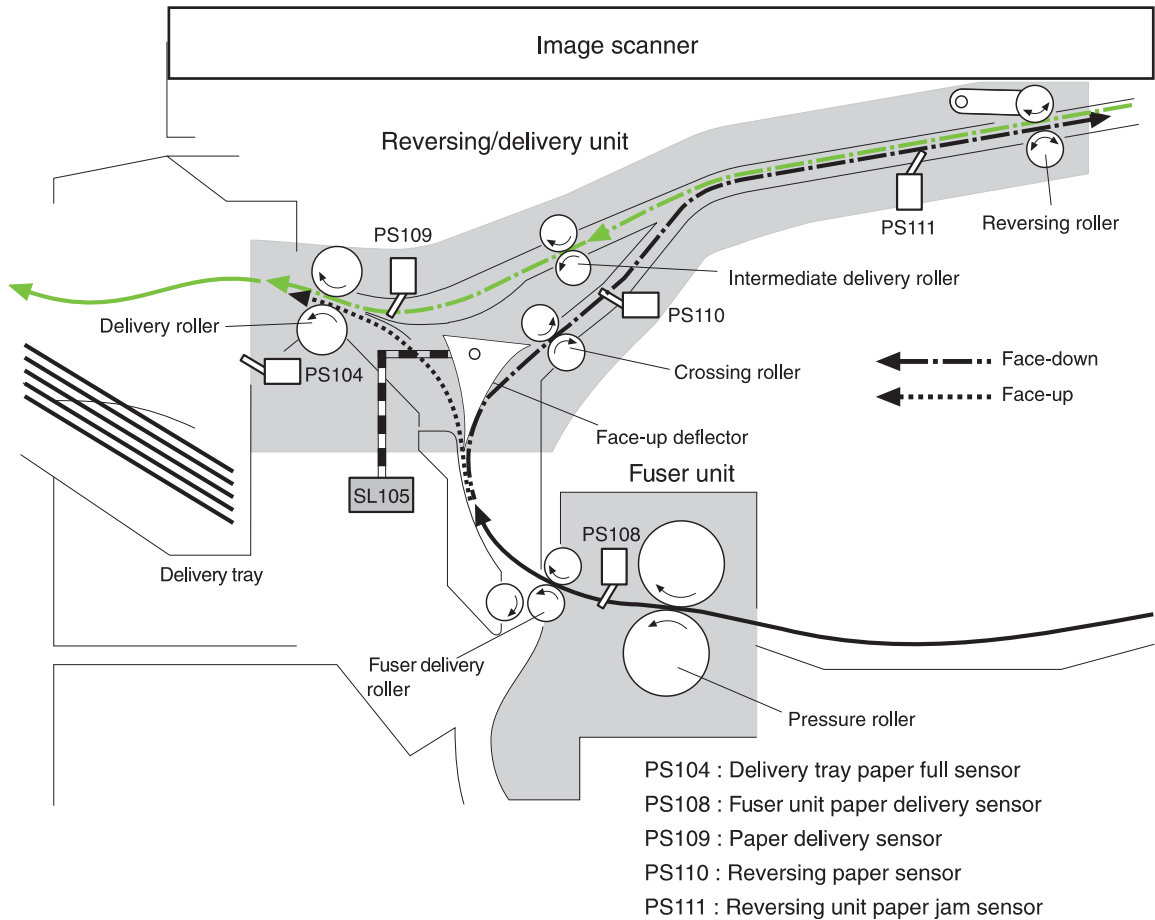 Image scanner
Reversing/delivery unit
PS109
PS111
Reversing roller
Intermediate delivery roller
Delivery roller
PS110
PS104
Crossing roller
Face-down
Face-up
Face-up deflector
Fuser unit
SL105
PS108
Delivery tray
Fuser delivery
roller
Pressure roller
PS104 : Delivery tray paper full sensor
PS108 : Fuser unit paper delivery sensor
PS109 : Paper delivery sensor
PS110 : Reversing paper sensor
PS111 : Reversing unit paper jam sensor